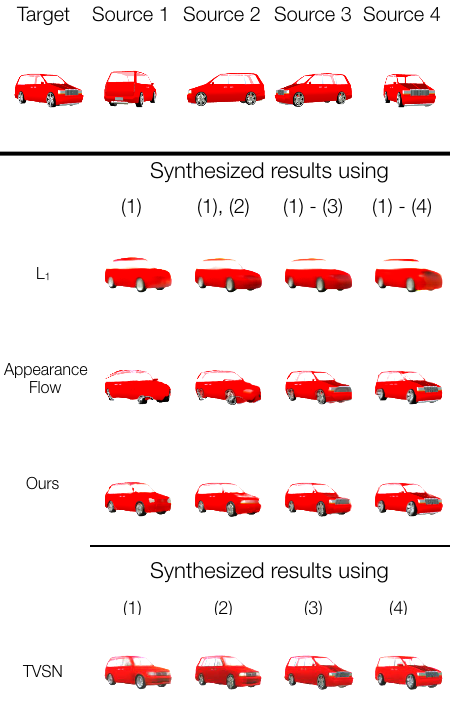 Target Source 1 Source 2 Source 3 Source 4
Synthesized results using
(1) (1), (2) (1) - (3) (1) - (4)
L₁
Appearance
Flow
Ours
Synthesized results using
(1) (2) (3) (4)
TVSN